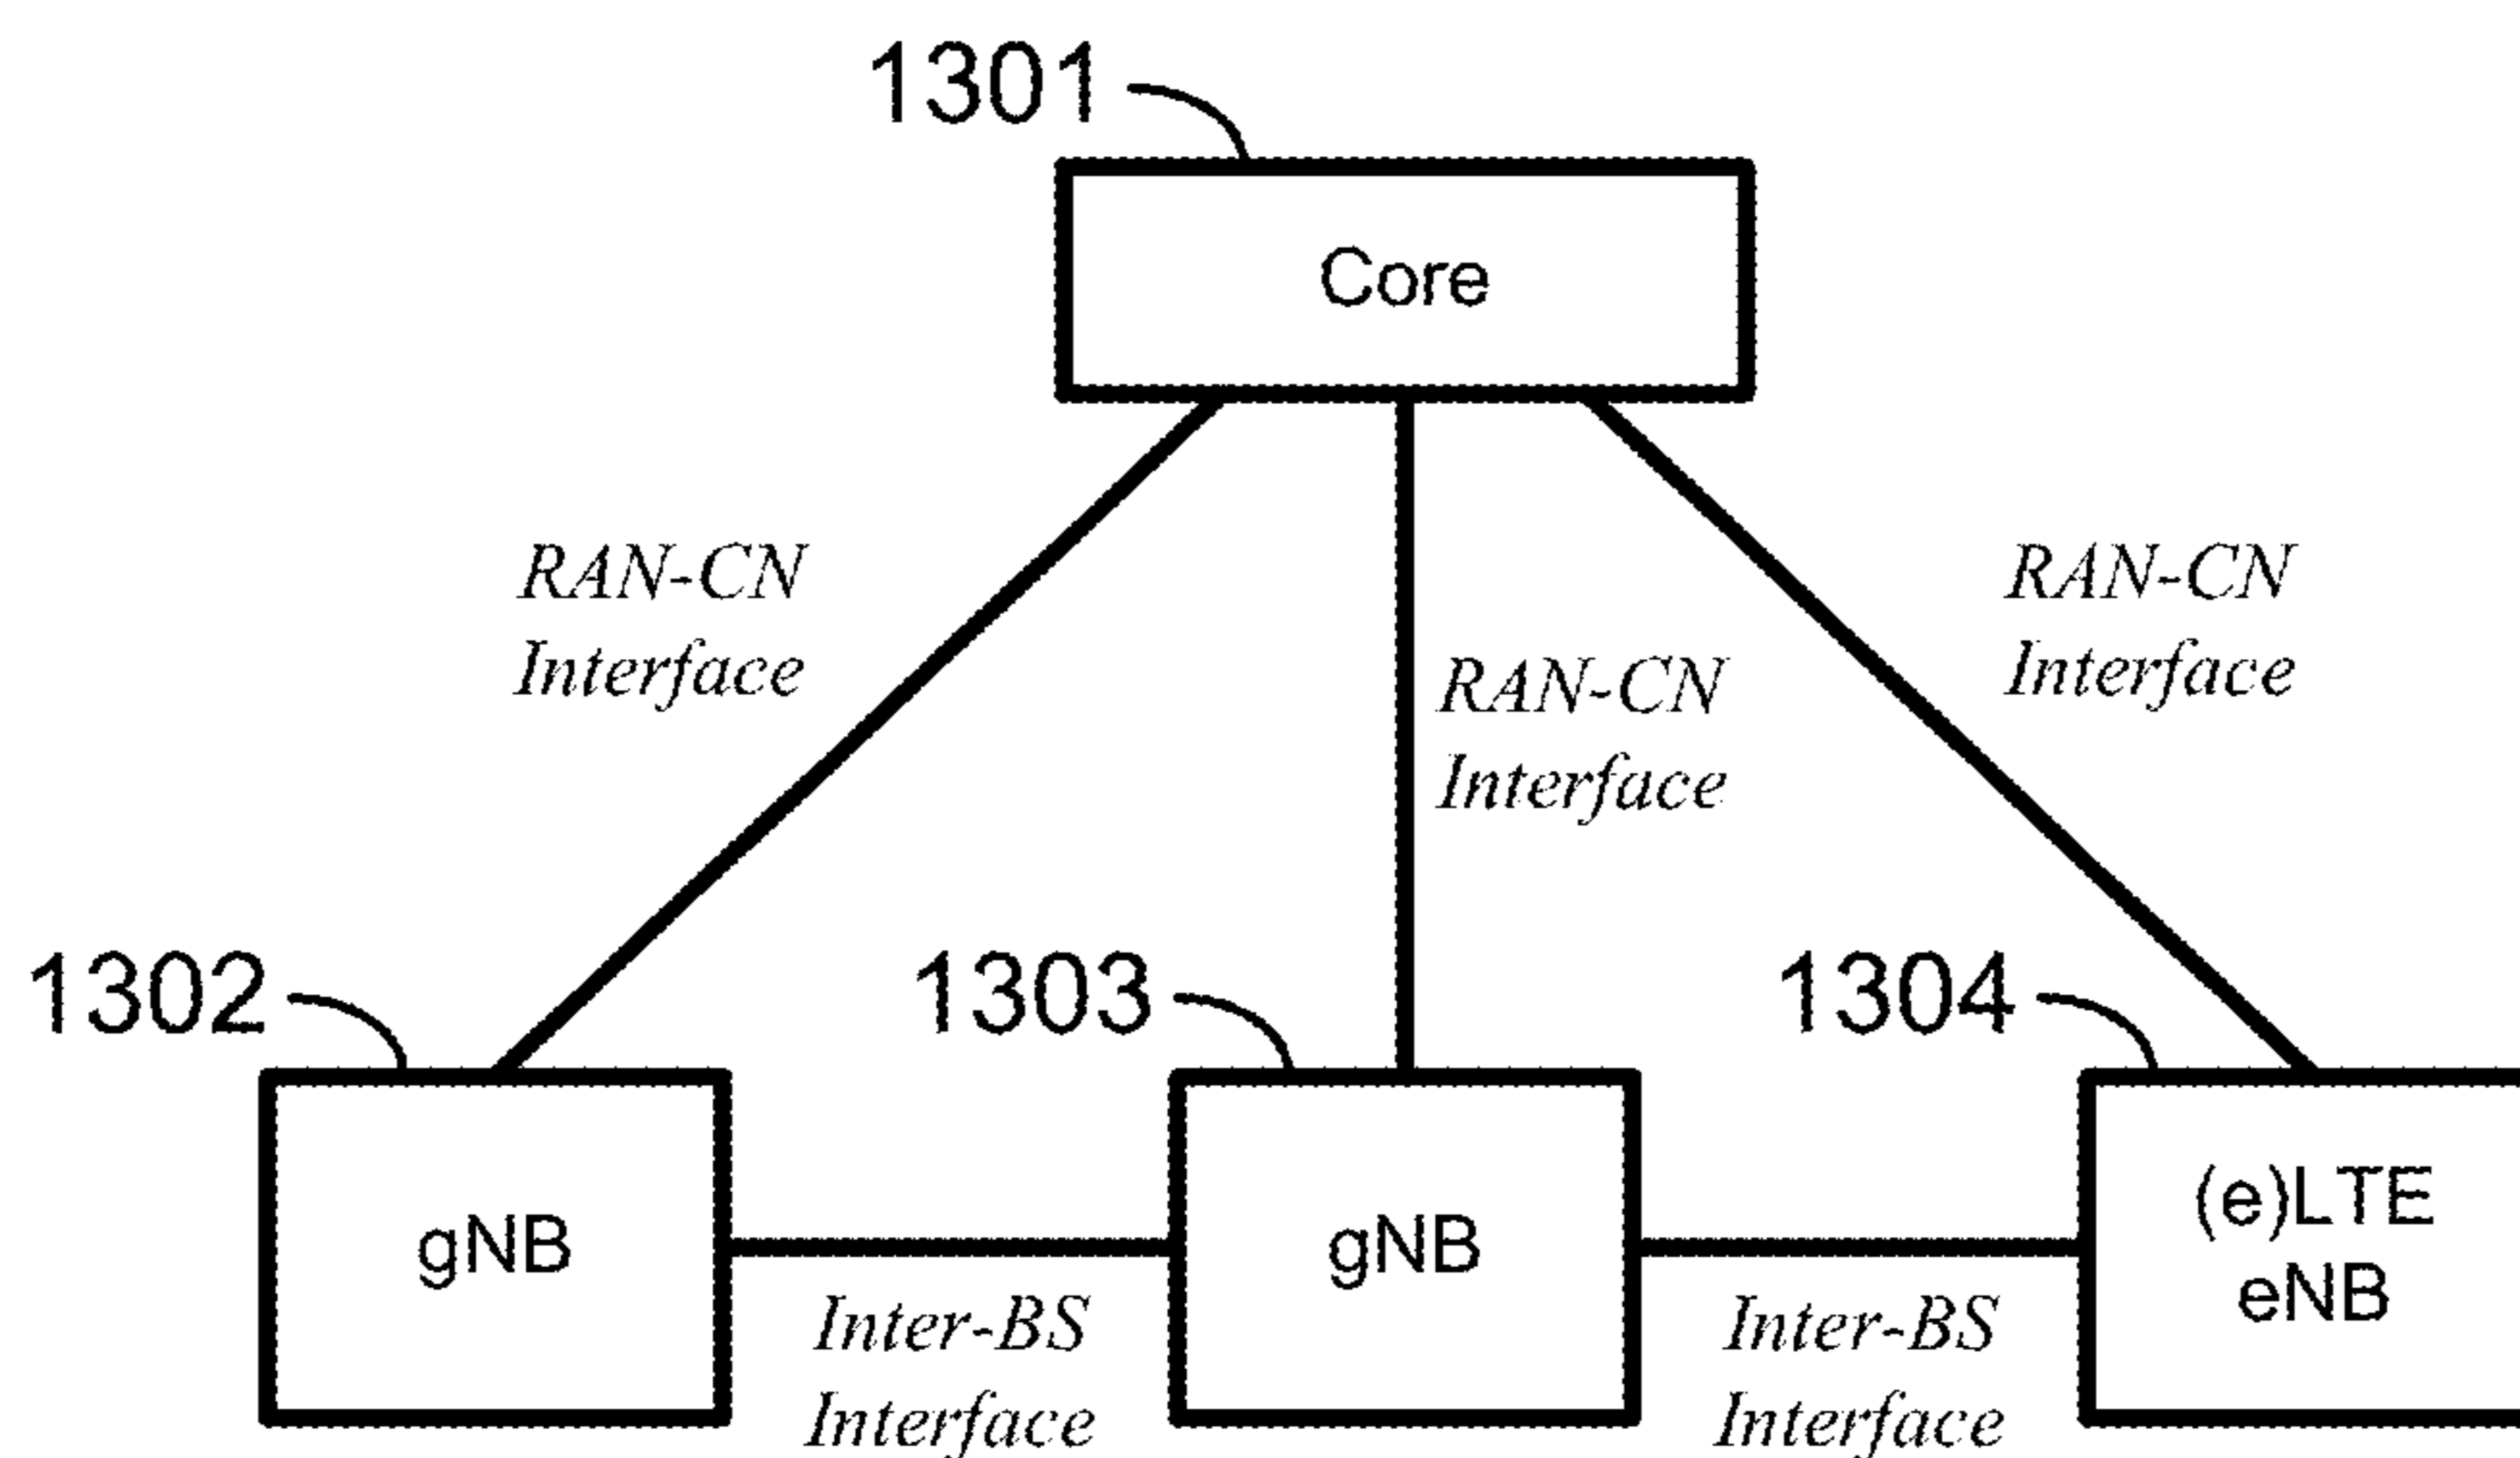 1301
Core
RAN-CN
Interface
RAN-CN
Interface
RAN-CN
Interface
1302
1303
1304
gNB
gNB
(e)LTE
eNB
Inter-BS
Interface
Inter-BS
Interface